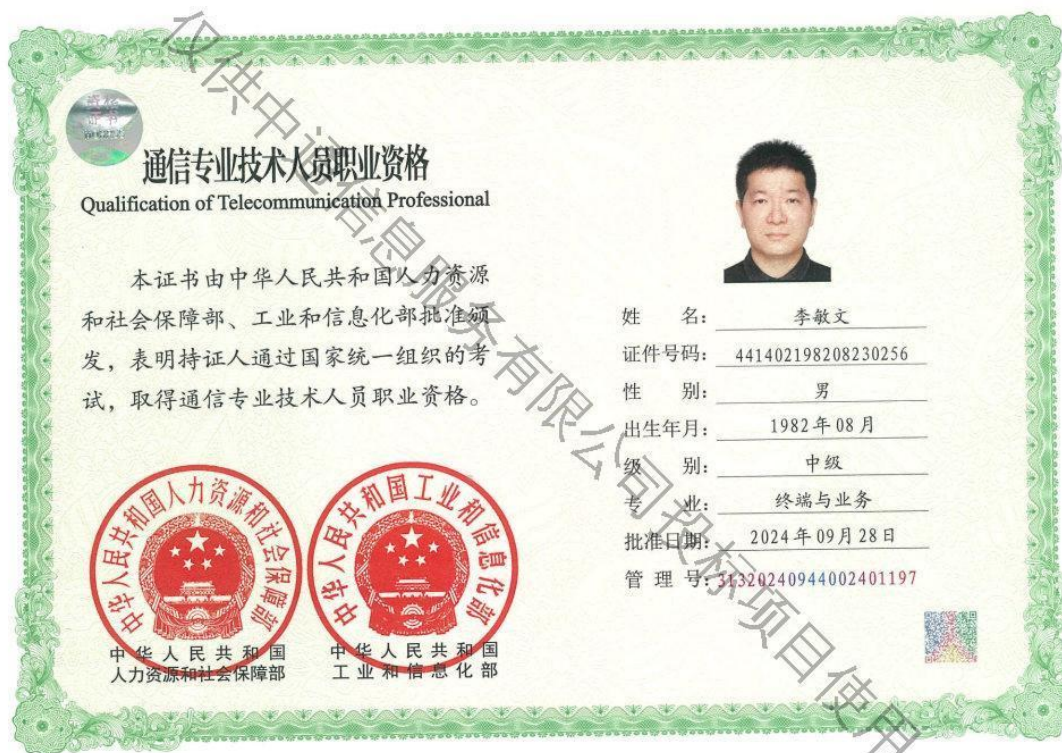 通信专业技术人员职业资格
Qualification of Telecommunication Professional
本证书由中华人民共和国人力资源
和社会保障部、工业和信息化部批准颁
发，表明持证人通过国家统一组织的考
试，取得通信专业技术人员职业资格。
中华人民共和国人力资源和社会保障部
中华人民共和国工业和信息化部
中华人民共和国
人力资源和社会保障部
中华人民共和国
工业和信息化部
姓 名： 李敏文
证件号码： 441402198208230256
性 别： 男
出生年月： 1982年08月
级 别： 中级
专 业： 终端与业务
批准日期： 2024年09月28日
管 理 号：31320240944002401197
仅供中通信息服务有限公司投标项目使用